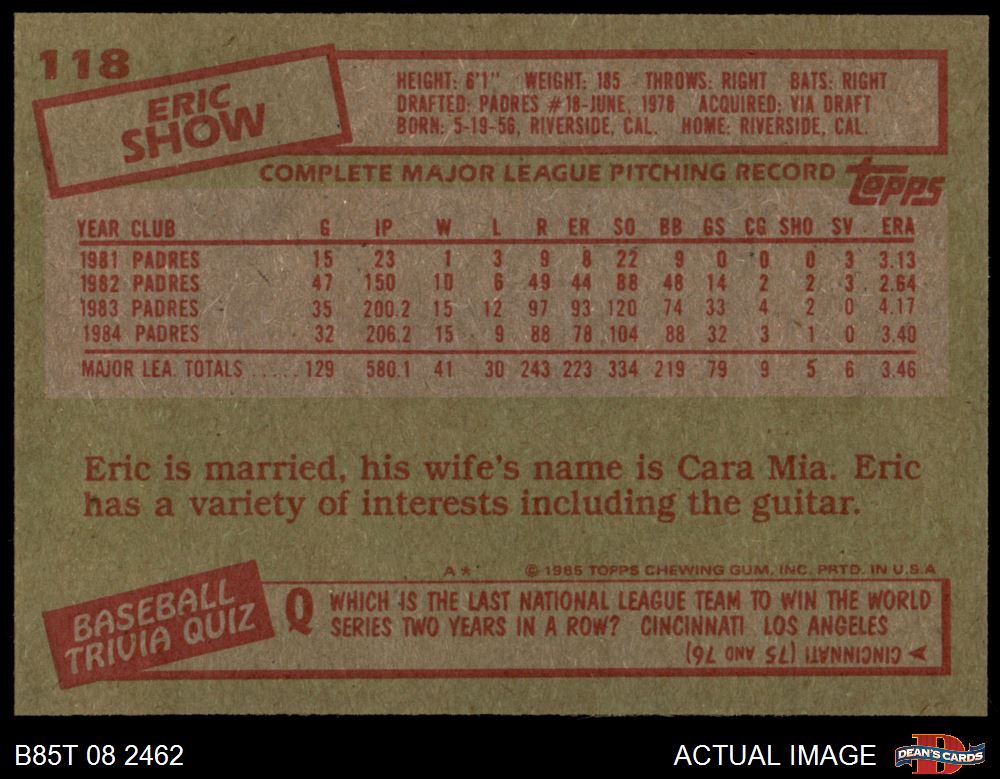 118
ERIC
SHOW
HEIGHT: 6'1" WEIGHT: 185 THROWS: RIGHT BATS: RIGHT
DRAFTED: PADRES #18-JUNE, 1978 ACQUIRED: VIA DRAFT
BORN: 5-19-56, RIVERSIDE, CAL. HOME: RIVERSIDE, CAL.
COMPLETE MAJOR LEAGUE PITCHING RECORD topps
YEAR CLUB G IP W L R ER SO BB GS CG SHO SV ERA
1981 PADRES 15 23 1 3 9 8 22 9 0 0 0 3 3.13
1982 PADRES 47 150 10 6 49 44 88 48 14 2 2 3 2.64
1983 PADRES 35 200.2 15 12 97 93 120 74 33 4 2 0 4.17
1984 PADRES 32 206.2 15 9 88 78 104 88 32 3 1 0 3.40
MAJOR LEA. TOTALS ..... 129 580.1 41 30 243 223 334 219 79 9 5 6 3.46
Eric is married, his wife's name is Cara Mia. Eric
has a variety of interests including the guitar.
A* © 1985 TOPPS CHEWING GUM, INC. PRTD. IN U.S.A
BASEBALL
TRIVIA QUIZ
Q WHICH IS THE LAST NATIONAL LEAGUE TEAM TO WIN THE WORLD
SERIES TWO YEARS IN A ROW? CINCINNATI LOS ANGELES
CINCINNATI (75 AND 76)
B85T 08 2462
ACTUAL IMAGE
D
DEAN'S CARDS